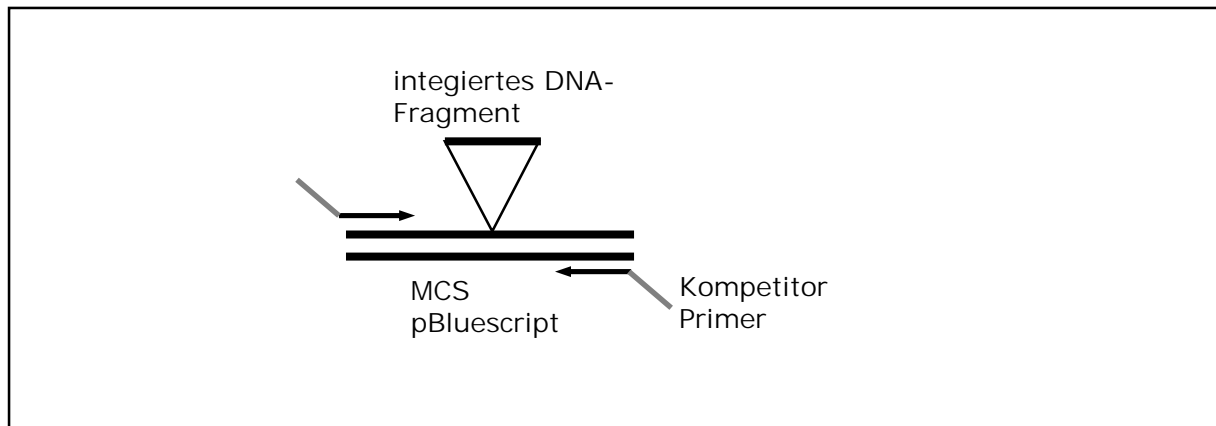 integiertes DNA-
Fragment
MCS
pBluescript
Kompetitor
Primer